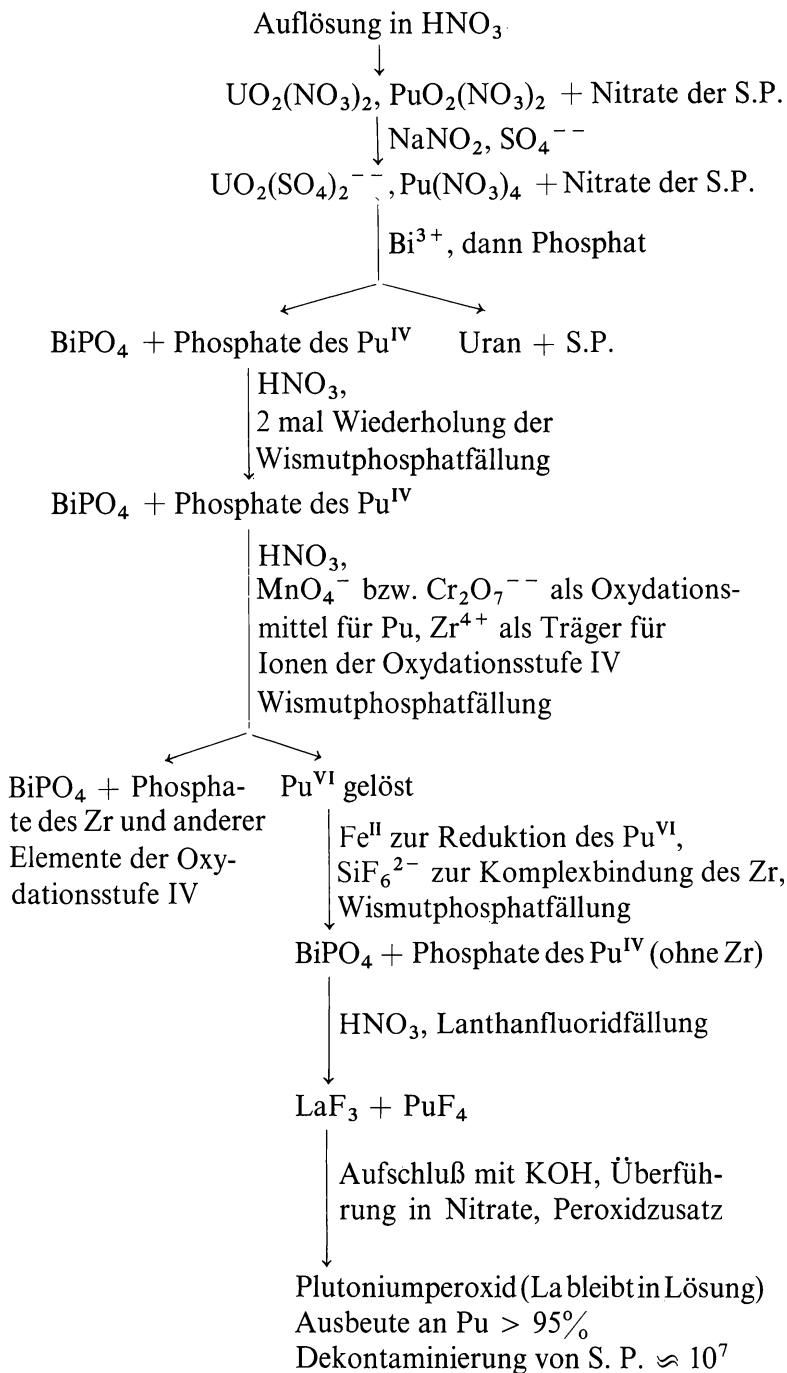 Auflösung in HNO₃
UO₂(NO₃)₂, PuO₂(NO₃)₂ + Nitrate der S.P.
NaNO₂, SO₄⁻⁻
UO₂(SO₄)₂⁻⁻, Pu(NO₃)₄ + Nitrate der S.P.
Bi³⁺, dann Phosphat
BiPO₄ + Phosphate des Puᴵⱽ
Uran + S.P.
HNO₃,
2 mal Wiederholung der
Wismutphosphatfällung
BiPO₄ + Phosphate des Puᴵⱽ
HNO₃,
MnO₄⁻ bzw. Cr₂O₇⁻⁻ als Oxydations-
mittel für Pu, Zr⁴⁺ als Träger für
Ionen der Oxydationsstufe IV
Wismutphosphatfällung
BiPO₄ + Phospha-
te des Zr und anderer
Elemente der Oxy-
dationsstufe IV
Puⱽᴵ gelöst
Feᴵᴵ zur Reduktion des Puⱽᴵ,
SiF₆²⁻ zur Komplexbindung des Zr,
Wismutphosphatfällung
BiPO₄ + Phosphate des Puᴵⱽ (ohne Zr)
HNO₃, Lanthanfluoridfällung
LaF₃ + PuF₄
Aufschluß mit KOH, Überfüh-
rung in Nitrate, Peroxidzusatz
Plutoniumperoxid (La bleibt in Lösung)
Ausbeute an Pu > 95%
Dekontaminierung von S. P. ≈ 10⁷